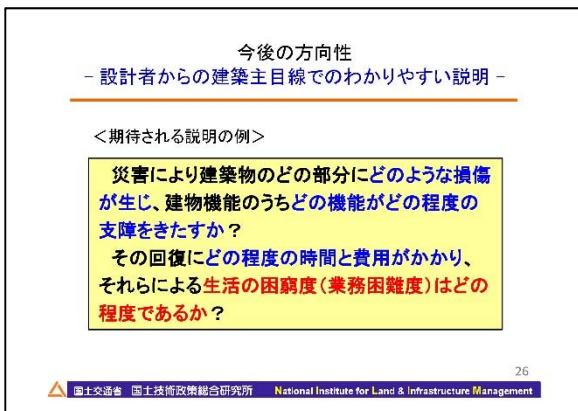 今後の方向性
- 設計者からの建築主目線でのわかりやすい説明 -
＜期待される説明の例＞
災害により建築物のどの部分にどのような損傷
が生じ、建物機能のうちどの機能がどの程度の
支障をきたすか？
その回復にどの程度の時間と費用がかかり、
それらによる生活の困窮度(業務困難度)はどの
程度であるか？
26
国土交通省 国土技術政策総合研究所 National Institute for Land & Infrastructure Management